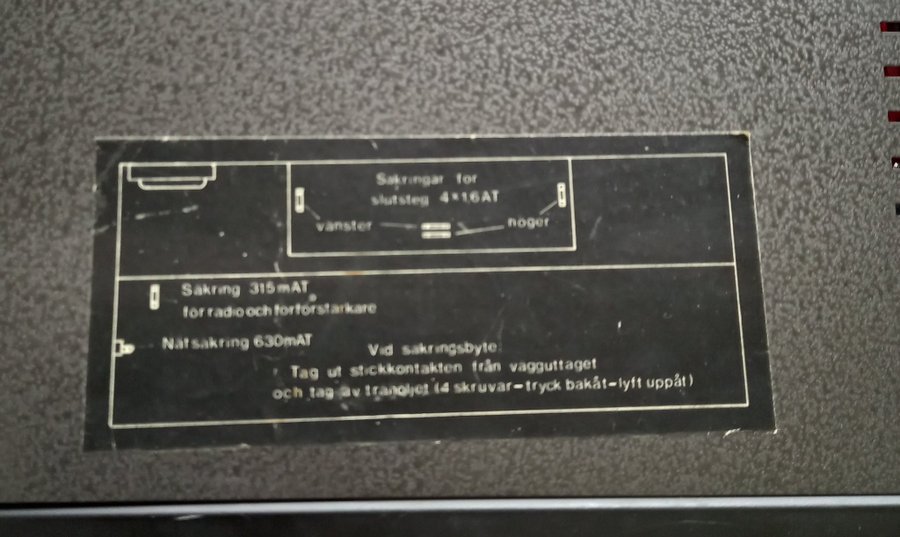 Säkringar för
slutsteg 4×1.6AT
vänster
höger
Säkring 315mAT
för radio och förförstärkare
Nätsäkring 630mAT
Vid säkringsbyte:
Tag ut stickkontakten från vägguttaget
och tag av trähöljet (4 skruvar-tryck bakåt-lyft uppåt)